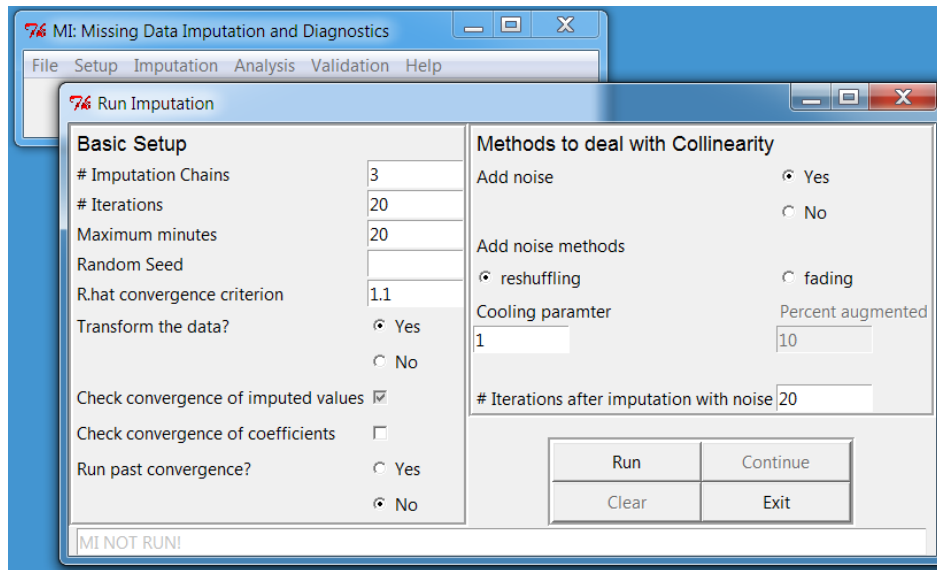 MI: Missing Data Imputation and Diagnostics
File Setup Imputation Analysis Validation Help
Run Imputation
Basic Setup
# Imputation Chains 3
# Iterations 20
Maximum minutes 20
Random Seed
R.hat convergence criterion 1.1
Transform the data? Yes
No
Check convergence of imputed values
Check convergence of coefficients
Run past convergence? Yes
No
Methods to deal with Collinearity
Add noise Yes
No
Add noise methods
reshuffling fading
Cooling paramter Percent augmented
1 10
# Iterations after imputation with noise 20
Run Continue
Clear Exit
MI NOT RUN!